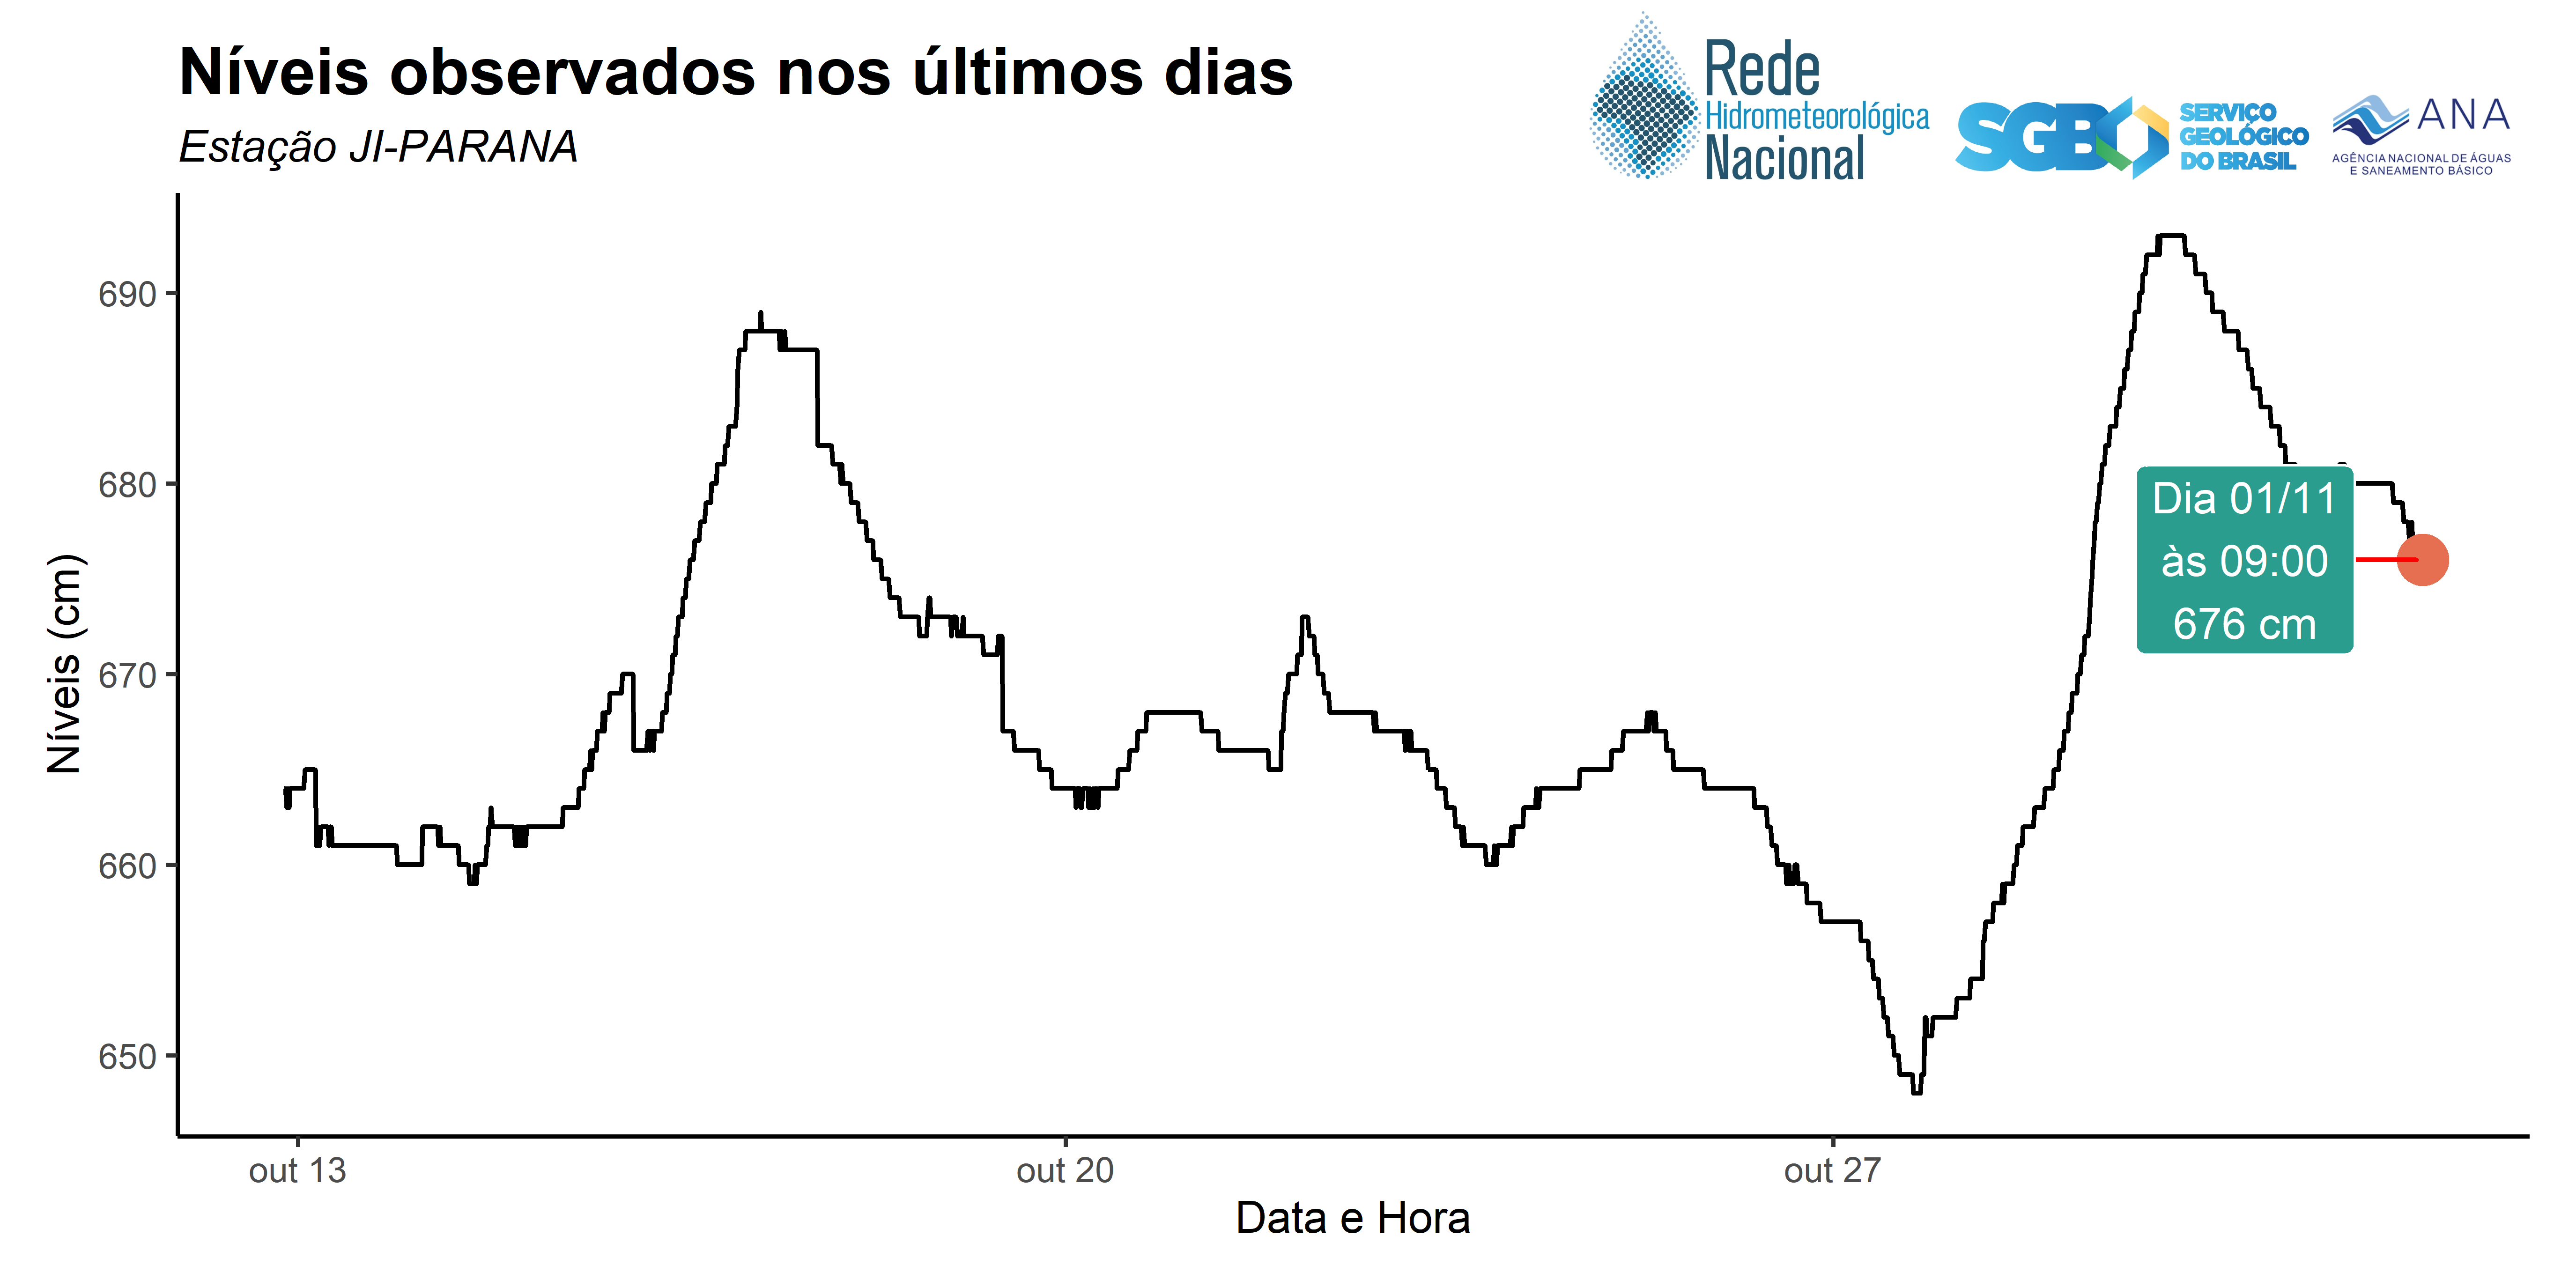 Níveis observados nos últimos dias
Estação JI-PARANA
Rede
Hidrometeorológica
Nacional
SGB
SERVIÇO
GEOLÓGICO
DO BRASIL
ANA
AGÊNCIA NACIONAL DE ÁGUAS
E SANEAMENTO BÁSICO
Níveis (cm)
690
680
670
660
650
Dia 01/11
às 09:00
676 cm
out 13
out 20
out 27
Data e Hora